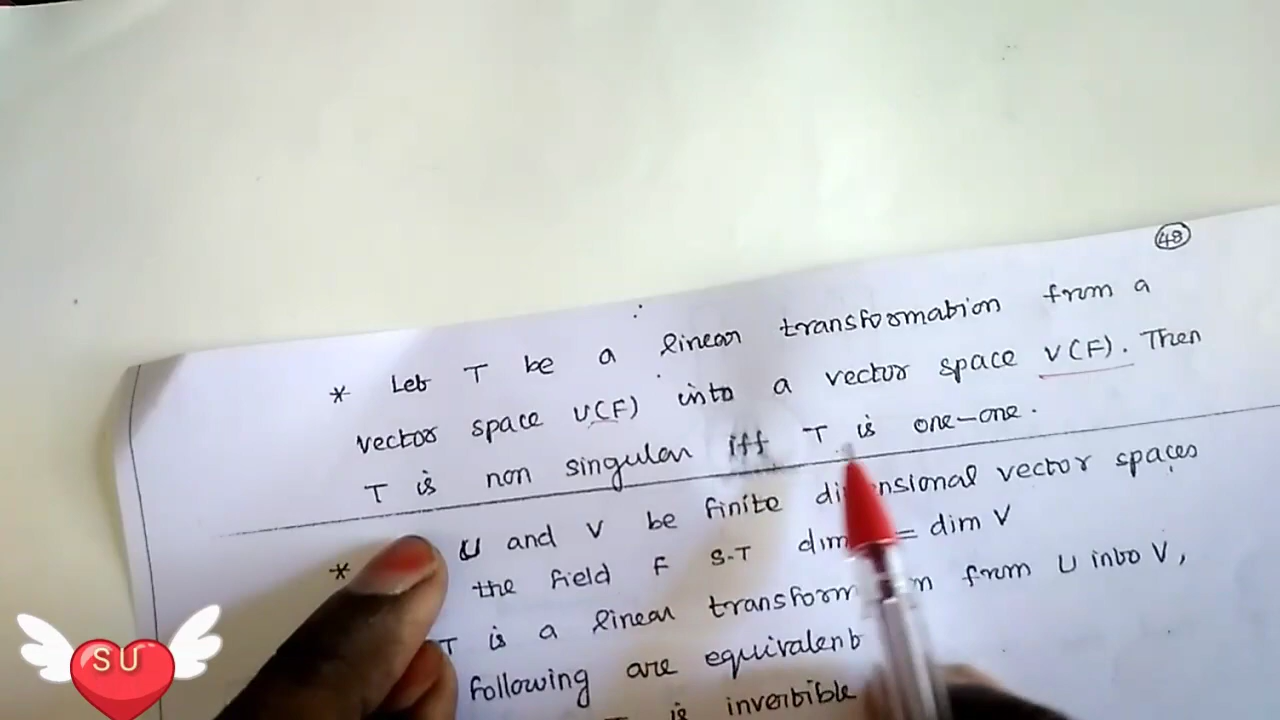 48
* Let T be a linear transformation from a
vector space U(F) into a vector space V(F). Then
T is non singular iff T is one-one.
* U and V be finite dimensional vector spaces
the field F S.T dim = dim V
T is a linear transform n from U into V,
following are equivalent
T is invertible
SU